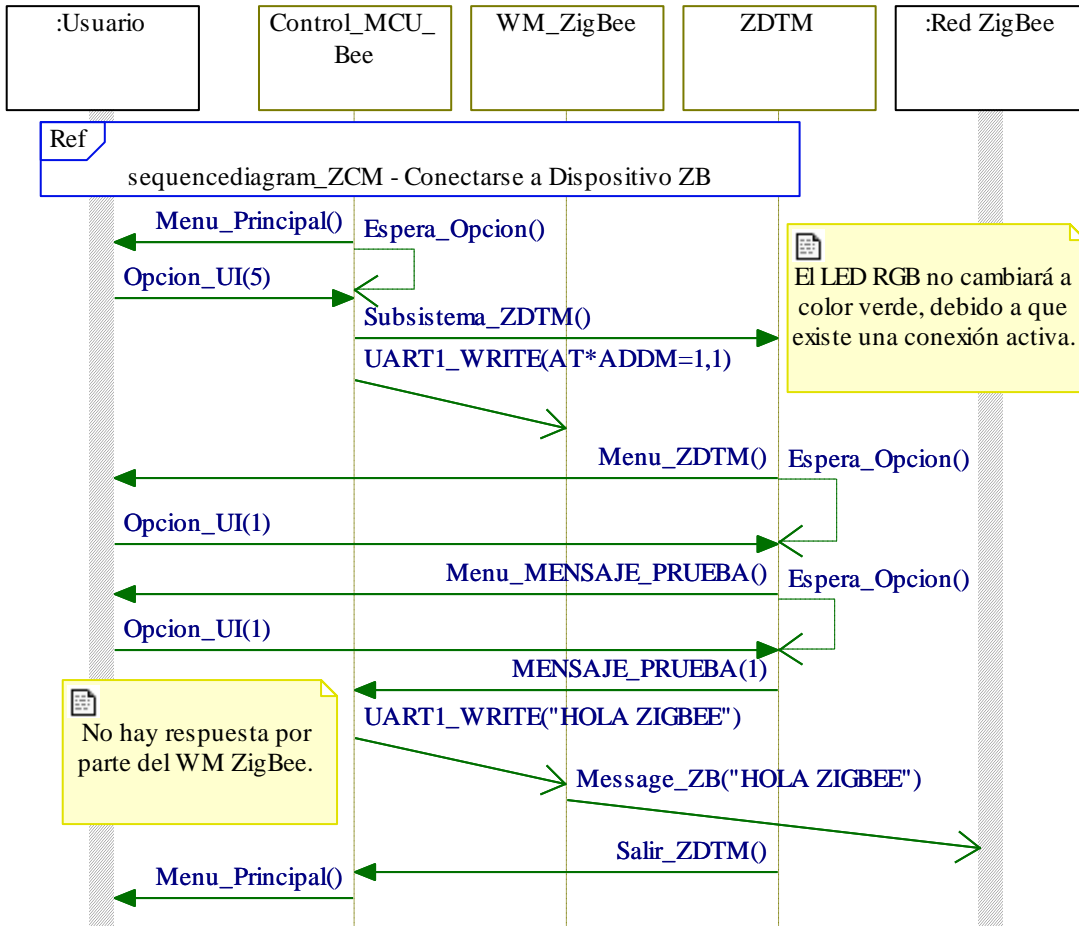 :Usuario
Control_MCU_
Bee
WM_ZigBee
ZDTM
:Red ZigBee
Ref
sequencediagram_ZCM - Conectarse a Dispositivo ZB
Menu_Principal()
Espera_Opcion()
El LED RGB no cambiará a
color verde, debido a que
existe una conexión activa.
Opcion_UI(5)
Subsistema_ZDTM()
UART1_WRITE(AT*ADDM=1,1)
Menu_ZDTM()
Espera_Opcion()
Opcion_UI(1)
Menu_MENSAJE_PRUEBA()
Espera_Opcion()
Opcion_UI(1)
MENSAJE_PRUEBA(1)
No hay respuesta por
parte del WM ZigBee.
UART1_WRITE("HOLA ZIGBEE")
Message_ZB("HOLA ZIGBEE")
Salir_ZDTM()
Menu_Principal()